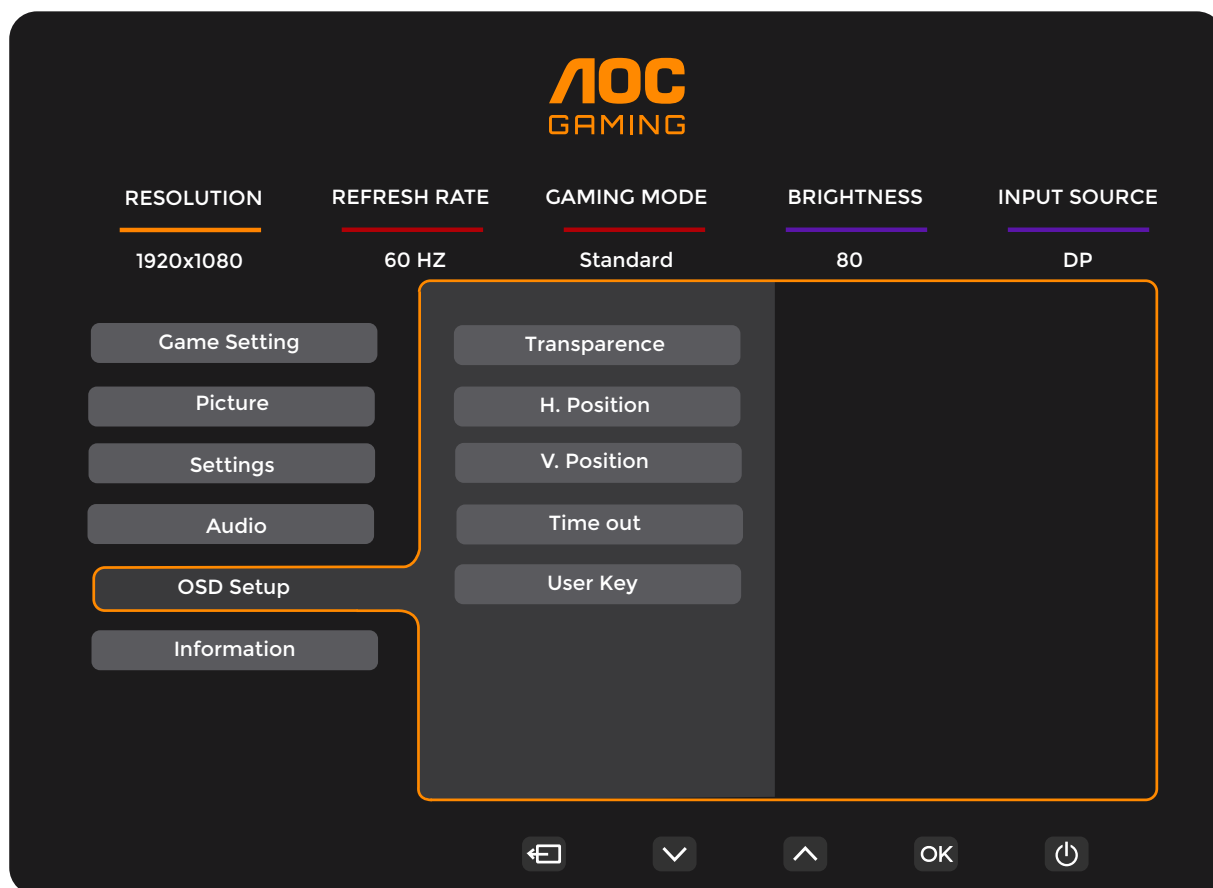 AOC
GAMING
RESOLUTION REFRESH RATE GAMING MODE BRIGHTNESS INPUT SOURCE
1920x1080 60 HZ Standard 80 DP
Game Setting Transparence
Picture H. Position
Settings V. Position
Audio Time out
OSD Setup User Key
Information
OK